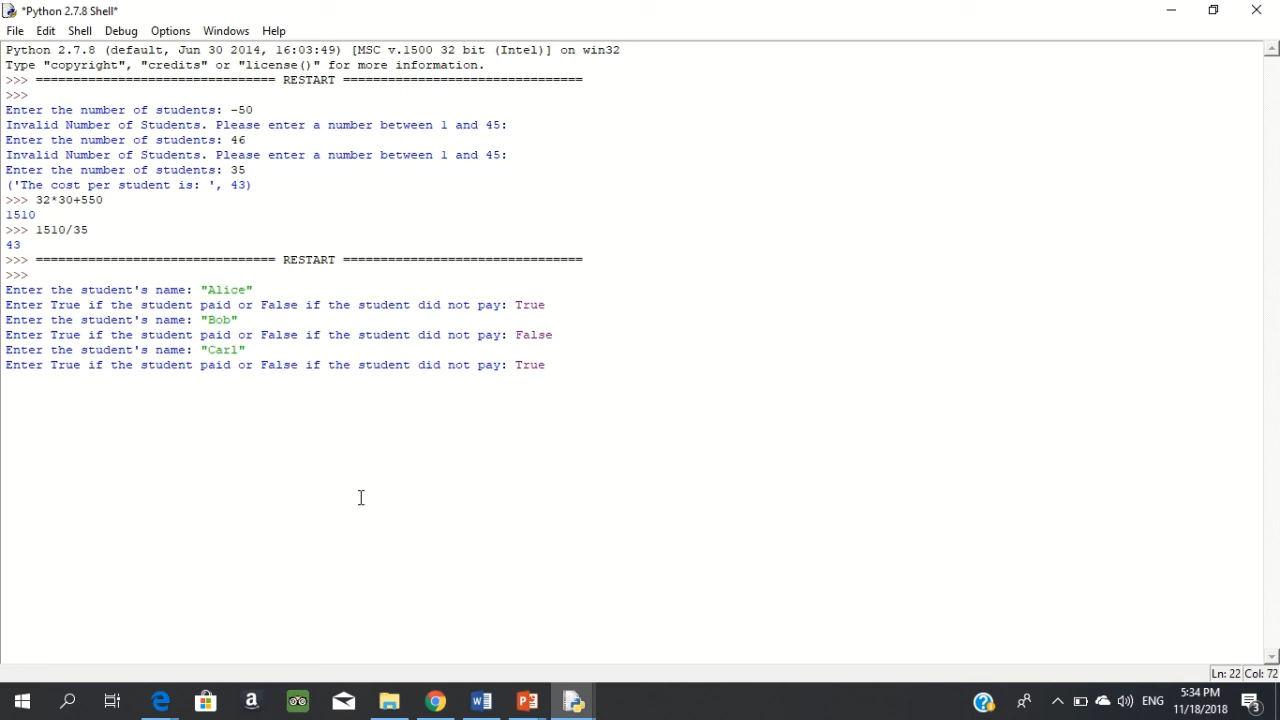 *Python 2.7.8 Shell*
File Edit Shell Debug Options Windows Help
Python 2.7.8 (default, Jun 30 2014, 16:03:49) [MSC v.1500 32 bit (Intel)] on win32
Type "copyright", "credits" or "license()" for more information.
>>> ================================ RESTART ================================
>>>
Enter the number of students: -50
Invalid Number of Students. Please enter a number between 1 and 45:
Enter the number of students: 46
Invalid Number of Students. Please enter a number between 1 and 45:
Enter the number of students: 35
('The cost per student is: ', 43)
>>> 32*30+550
1510
>>> 1510/35
43
>>> ================================ RESTART ================================
>>>
Enter the student's name: "Alice"
Enter True if the student paid or False if the student did not pay: True
Enter the student's name: "Bob"
Enter True if the student paid or False if the student did not pay: False
Enter the student's name: "Carl"
Enter True if the student paid or False if the student did not pay: True
Ln: 22 Col: 72
ENG
5:34 PM
11/18/2018
3